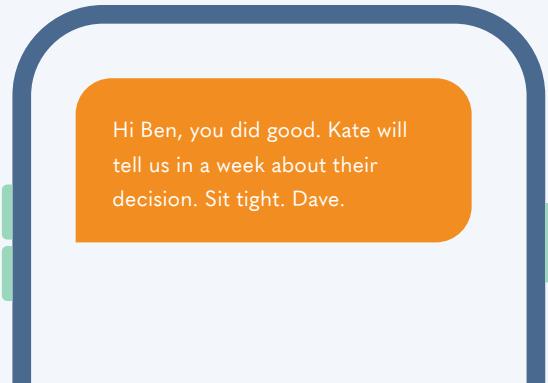 Hi Ben, you did good. Kate will
tell us in a week about their
decision. Sit tight. Dave.